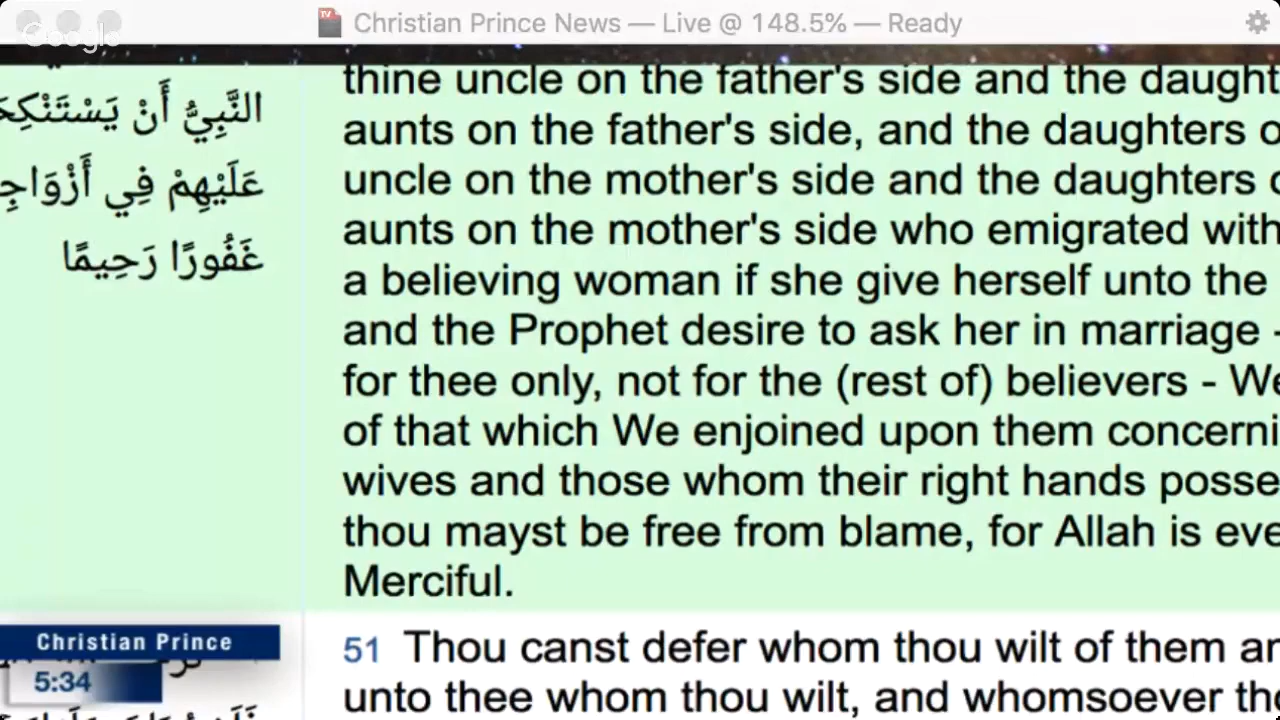 Christian Prince News — Live @ 148.5% — Ready
Google
النَّبِيُّ أَنْ
عَلَيْهِمْ فِي
غَفُورًا رَحِيمًا
thine uncle on the father's side and the daught
aunts on the father's side, and the daughters o
uncle on the mother's side and the daughters
aunts on the mother's side who emigrated with
a believing woman if she give herself unto the
and the Prophet desire to ask her in marriage -
for thee only, not for the (rest of) believers - We
of that which We enjoined upon them concerni
wives and those whom their right hands posse
thou mayst be free from blame, for Allah is eve
Merciful.
51 Thou canst defer whom thou wilt of them an
unto thee whom thou wilt, and whomsoever tho
Christian Prince
5:34